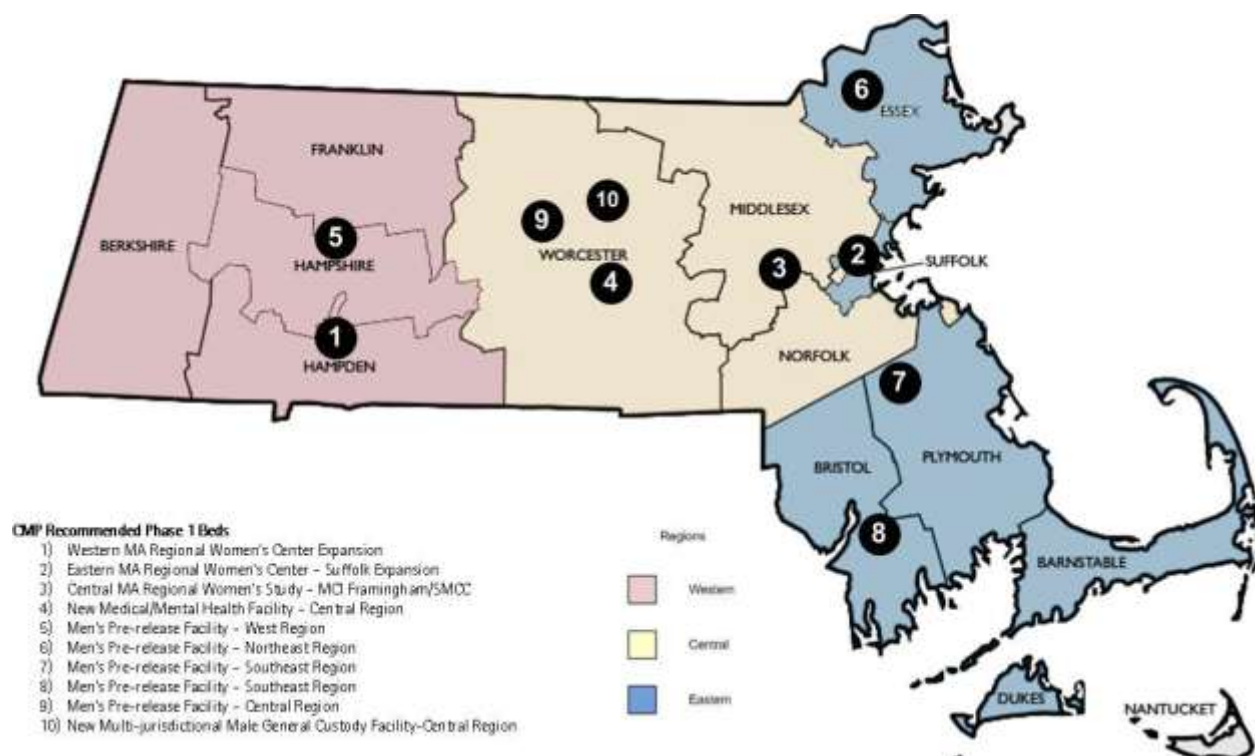 6
ESSEX
FRANKLIN
10
9
MIDDLESEX
5
BERKSHIRE
HAMPSHIRE
WORCESTER
3
2
SUFFOLK
4
1
HAMPDEN
NORFOLK
7
BRISTOL
PLYMOUTH
8
BARNSTABLE
DUKES
NANTUCKET
CMP Recommended Phase 1 Beds
1) Western MA Regional Women's Center Expansion
2) Eastern MA Regional Women's Center – Suffolk Expansion
3) Central MA Regional Women's Study – MCI Framingham/SMCC
4) New Medical/Mental Health Facility – Central Region
5) Men's Pre-release Facility – West Region
6) Men's Pre-release Facility – Northeast Region
7) Men's Pre-release Facility – Southeast Region
8) Men's Pre-release Facility – Southeast Region
9) Men's Pre-release Facility – Central Region
10) New Multi-jurisdictional Male General Custody Facility-Central Region
Regions
Western
Central
Eastern